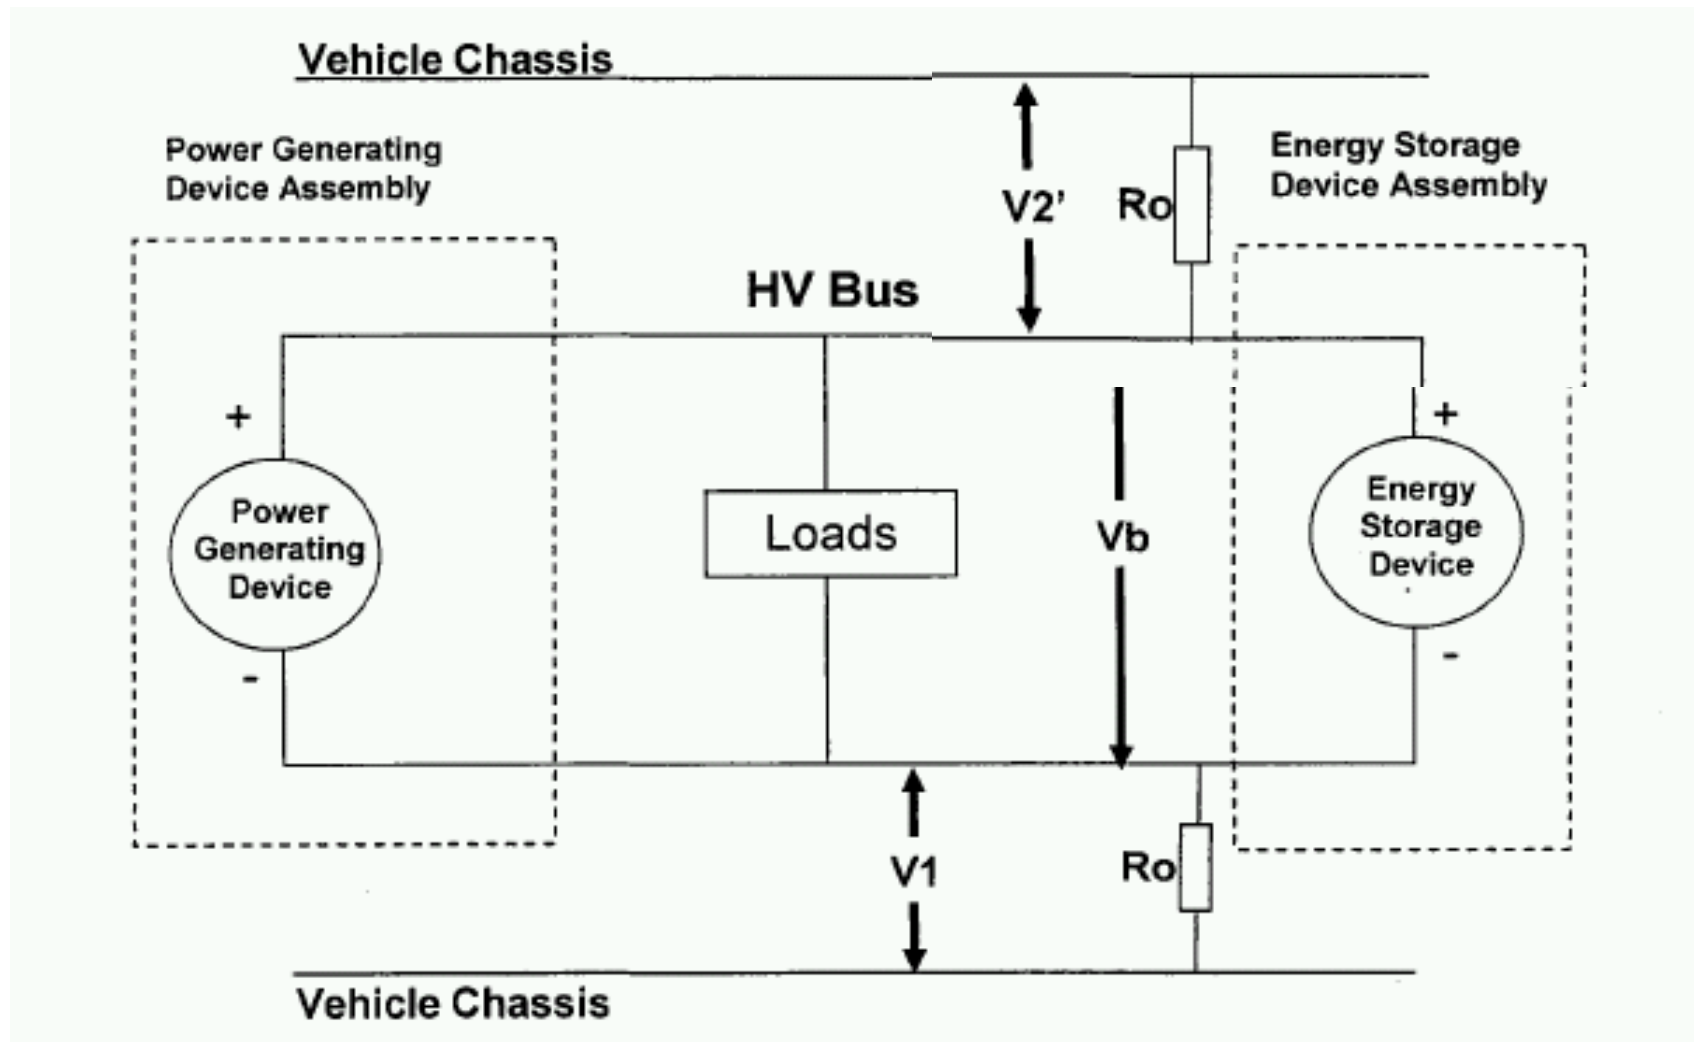 Vehicle Chassis
Power Generating
Device Assembly
Energy Storage
Device Assembly
V2'
Ro
HV Bus
+
+
Power
Generating
Device
Loads
Vb
Energy
Storage
Device
-
-
V1
Ro
Vehicle Chassis